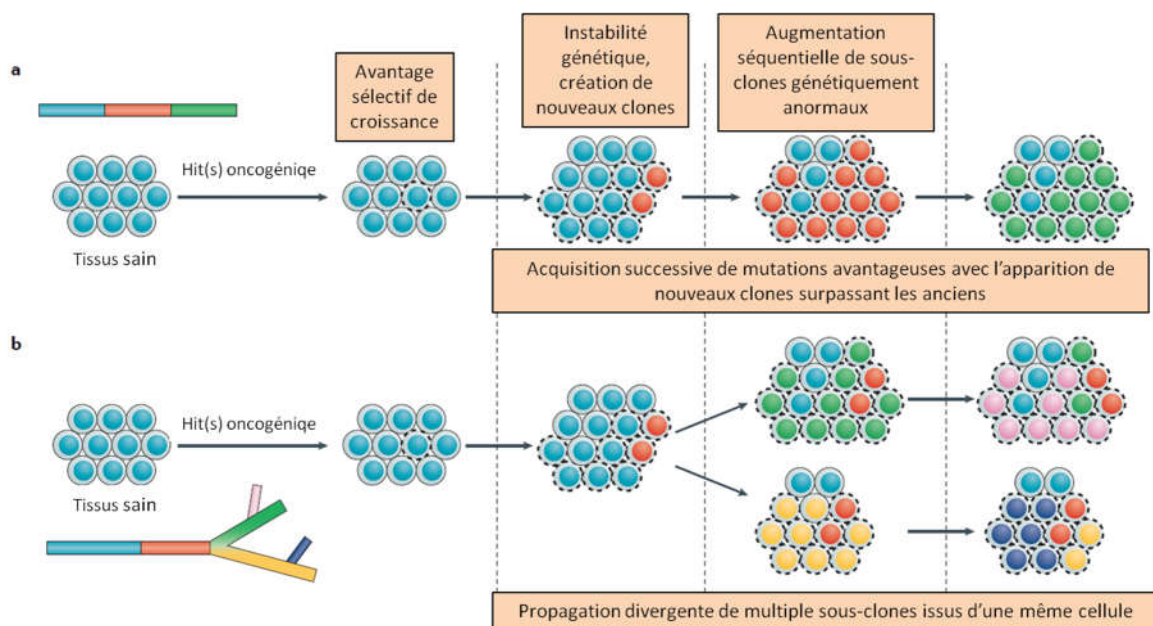 a
Avantage
sélectif de
croissance
Instabilité
génétique,
création de
nouveaux clones
Augmentation
séquentielle de sous-
clones génétiquement
anormaux
Hit(s) oncogéniqe
Tissus sain
Acquisition successive de mutations avantageuses avec l'apparition de
nouveaux clones surpassant les anciens
b
Hit(s) oncogéniqe
Tissus sain
Propagation divergente de multiple sous-clones issus d'une même cellule